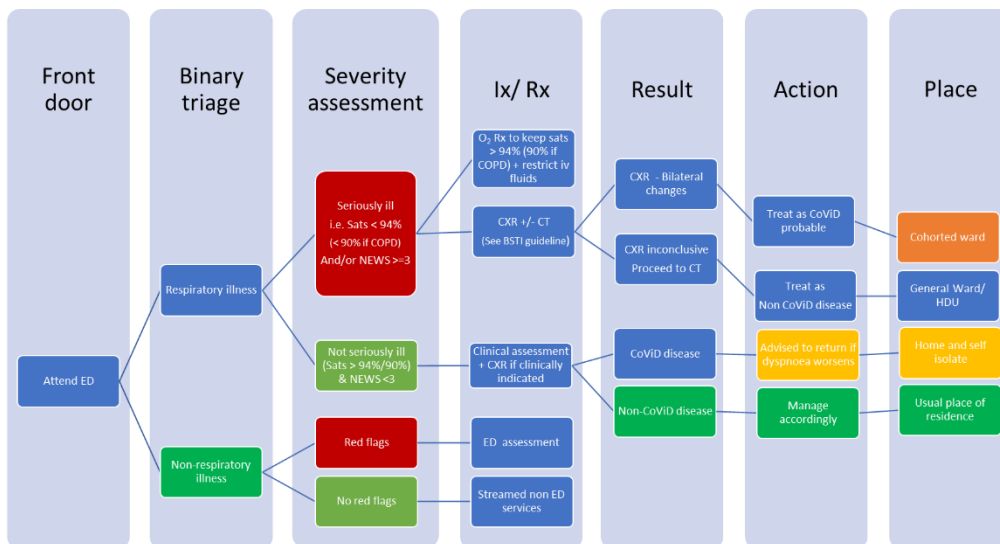 Front
door
Binary
triage
Severity
assessment
Ix/ Rx
Result
Action
Place
O₂ Rx to keep sats
> 94% (90% if
COPD) + restrict iv
fluids
Seriously ill
i.e. Sats < 94%
(< 90% if COPD)
And/or NEWS >=3
CXR +/- CT
(See BSTI guideline)
CXR - Bilateral
changes
CXR inconclusive
Proceed to CT
Treat as CoViD
probable
Cohorted ward
Treat as
Non CoViD disease
General Ward/
HDU
Respiratory illness
Not seriously ill
(Sats > 94%/90%)
& NEWS <3
Clinical assessment
+ CXR if clinically
indicated
CoViD disease
Advised to return if
dyspnoea worsens
Home and self
isolate
Attend ED
Non-CoViD disease
Manage
accordingly
Usual place of
residence
Non-respiratory
illness
Red flags
ED assessment
No red flags
Streamed non ED
services